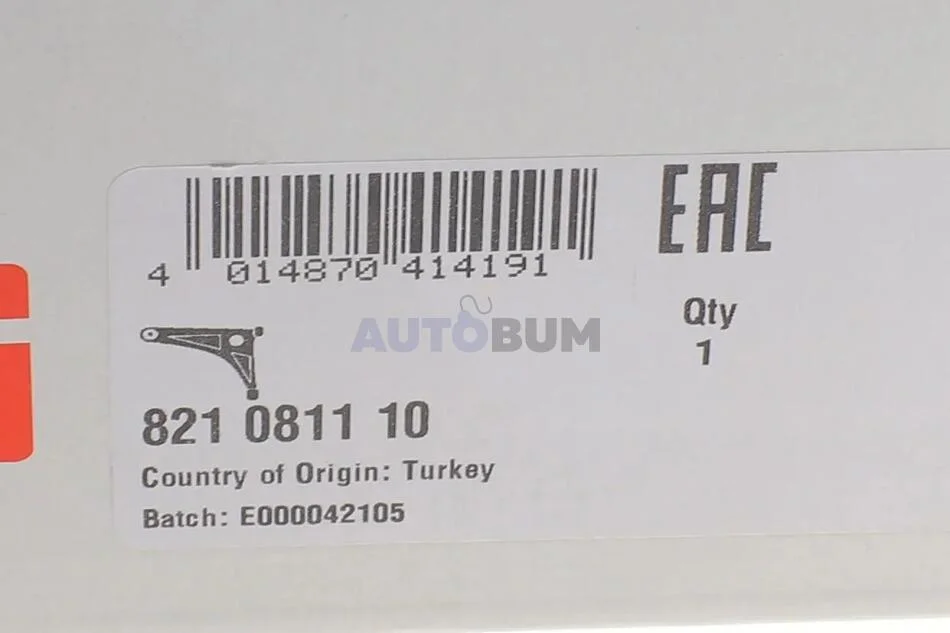 EAC
4 014870 414191
Qty
1
AUTOBUM
821 0811 10
Country of Origin: Turkey
Batch: E000042105